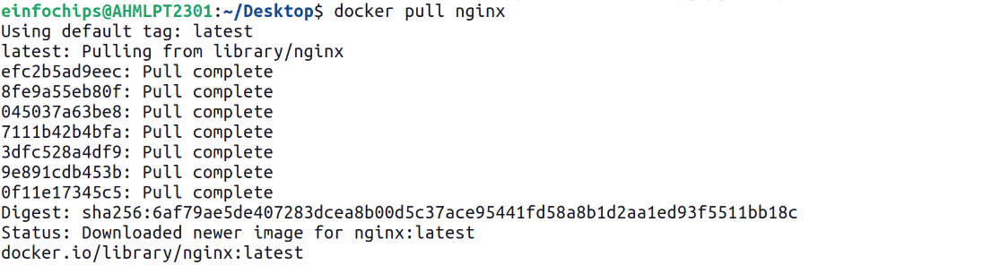 einfochips@AHMLPT2301:~/Desktop$ docker pull nginx
Using default tag: latest
latest: Pulling from library/nginx
efc2b5ad9eec: Pull complete
8fe9a55eb80f: Pull complete
045037a63be8: Pull complete
7111b42b4bfa: Pull complete
3dfc528a4df9: Pull complete
9e891cdb453b: Pull complete
0f11e17345c5: Pull complete
Digest: sha256:6af79ae5de407283dcea8b00d5c37ace95441fd58a8b1d2aa1ed93f5511bb18c
Status: Downloaded newer image for nginx:latest
docker.io/library/nginx:latest